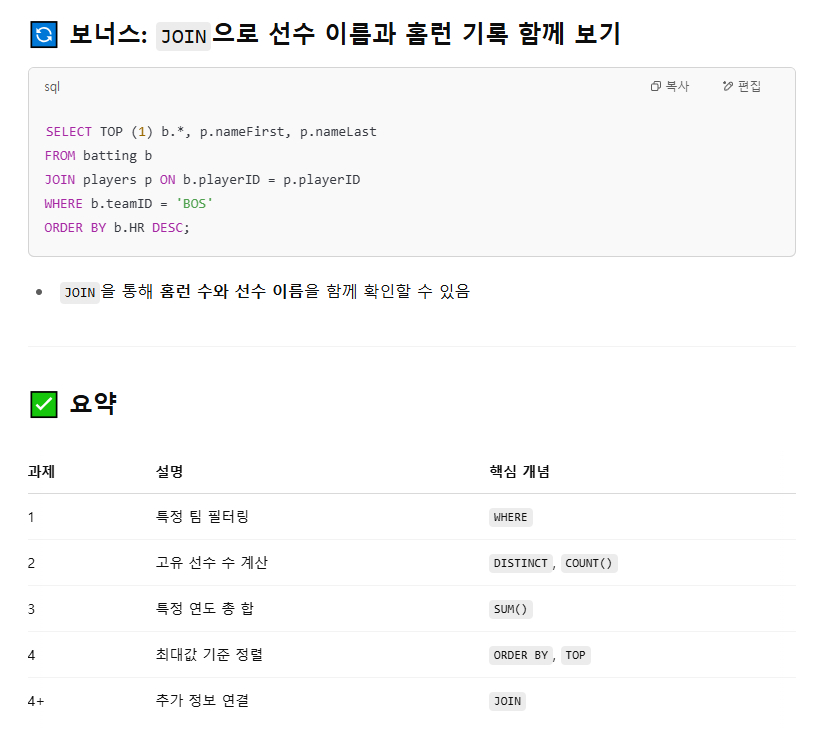 보너스: JOIN으로 선수 이름과 홈런 기록 함께 보기
sql 복사 편집
SELECT TOP (1) b.*, p.nameFirst, p.nameLast
FROM batting b
JOIN players p ON b.playerID = p.playerID
WHERE b.teamID = 'BOS'
ORDER BY b.HR DESC;
JOIN을 통해 홈런 수와 선수 이름을 함께 확인할 수 있음
요약
과제 설명 핵심 개념
1 특정 팀 필터링 WHERE
2 고유 선수 수 계산 DISTINCT, COUNT()
3 특정 연도 총 합 SUM()
4 최대값 기준 정렬 ORDER BY, TOP
4+ 추가 정보 연결 JOIN